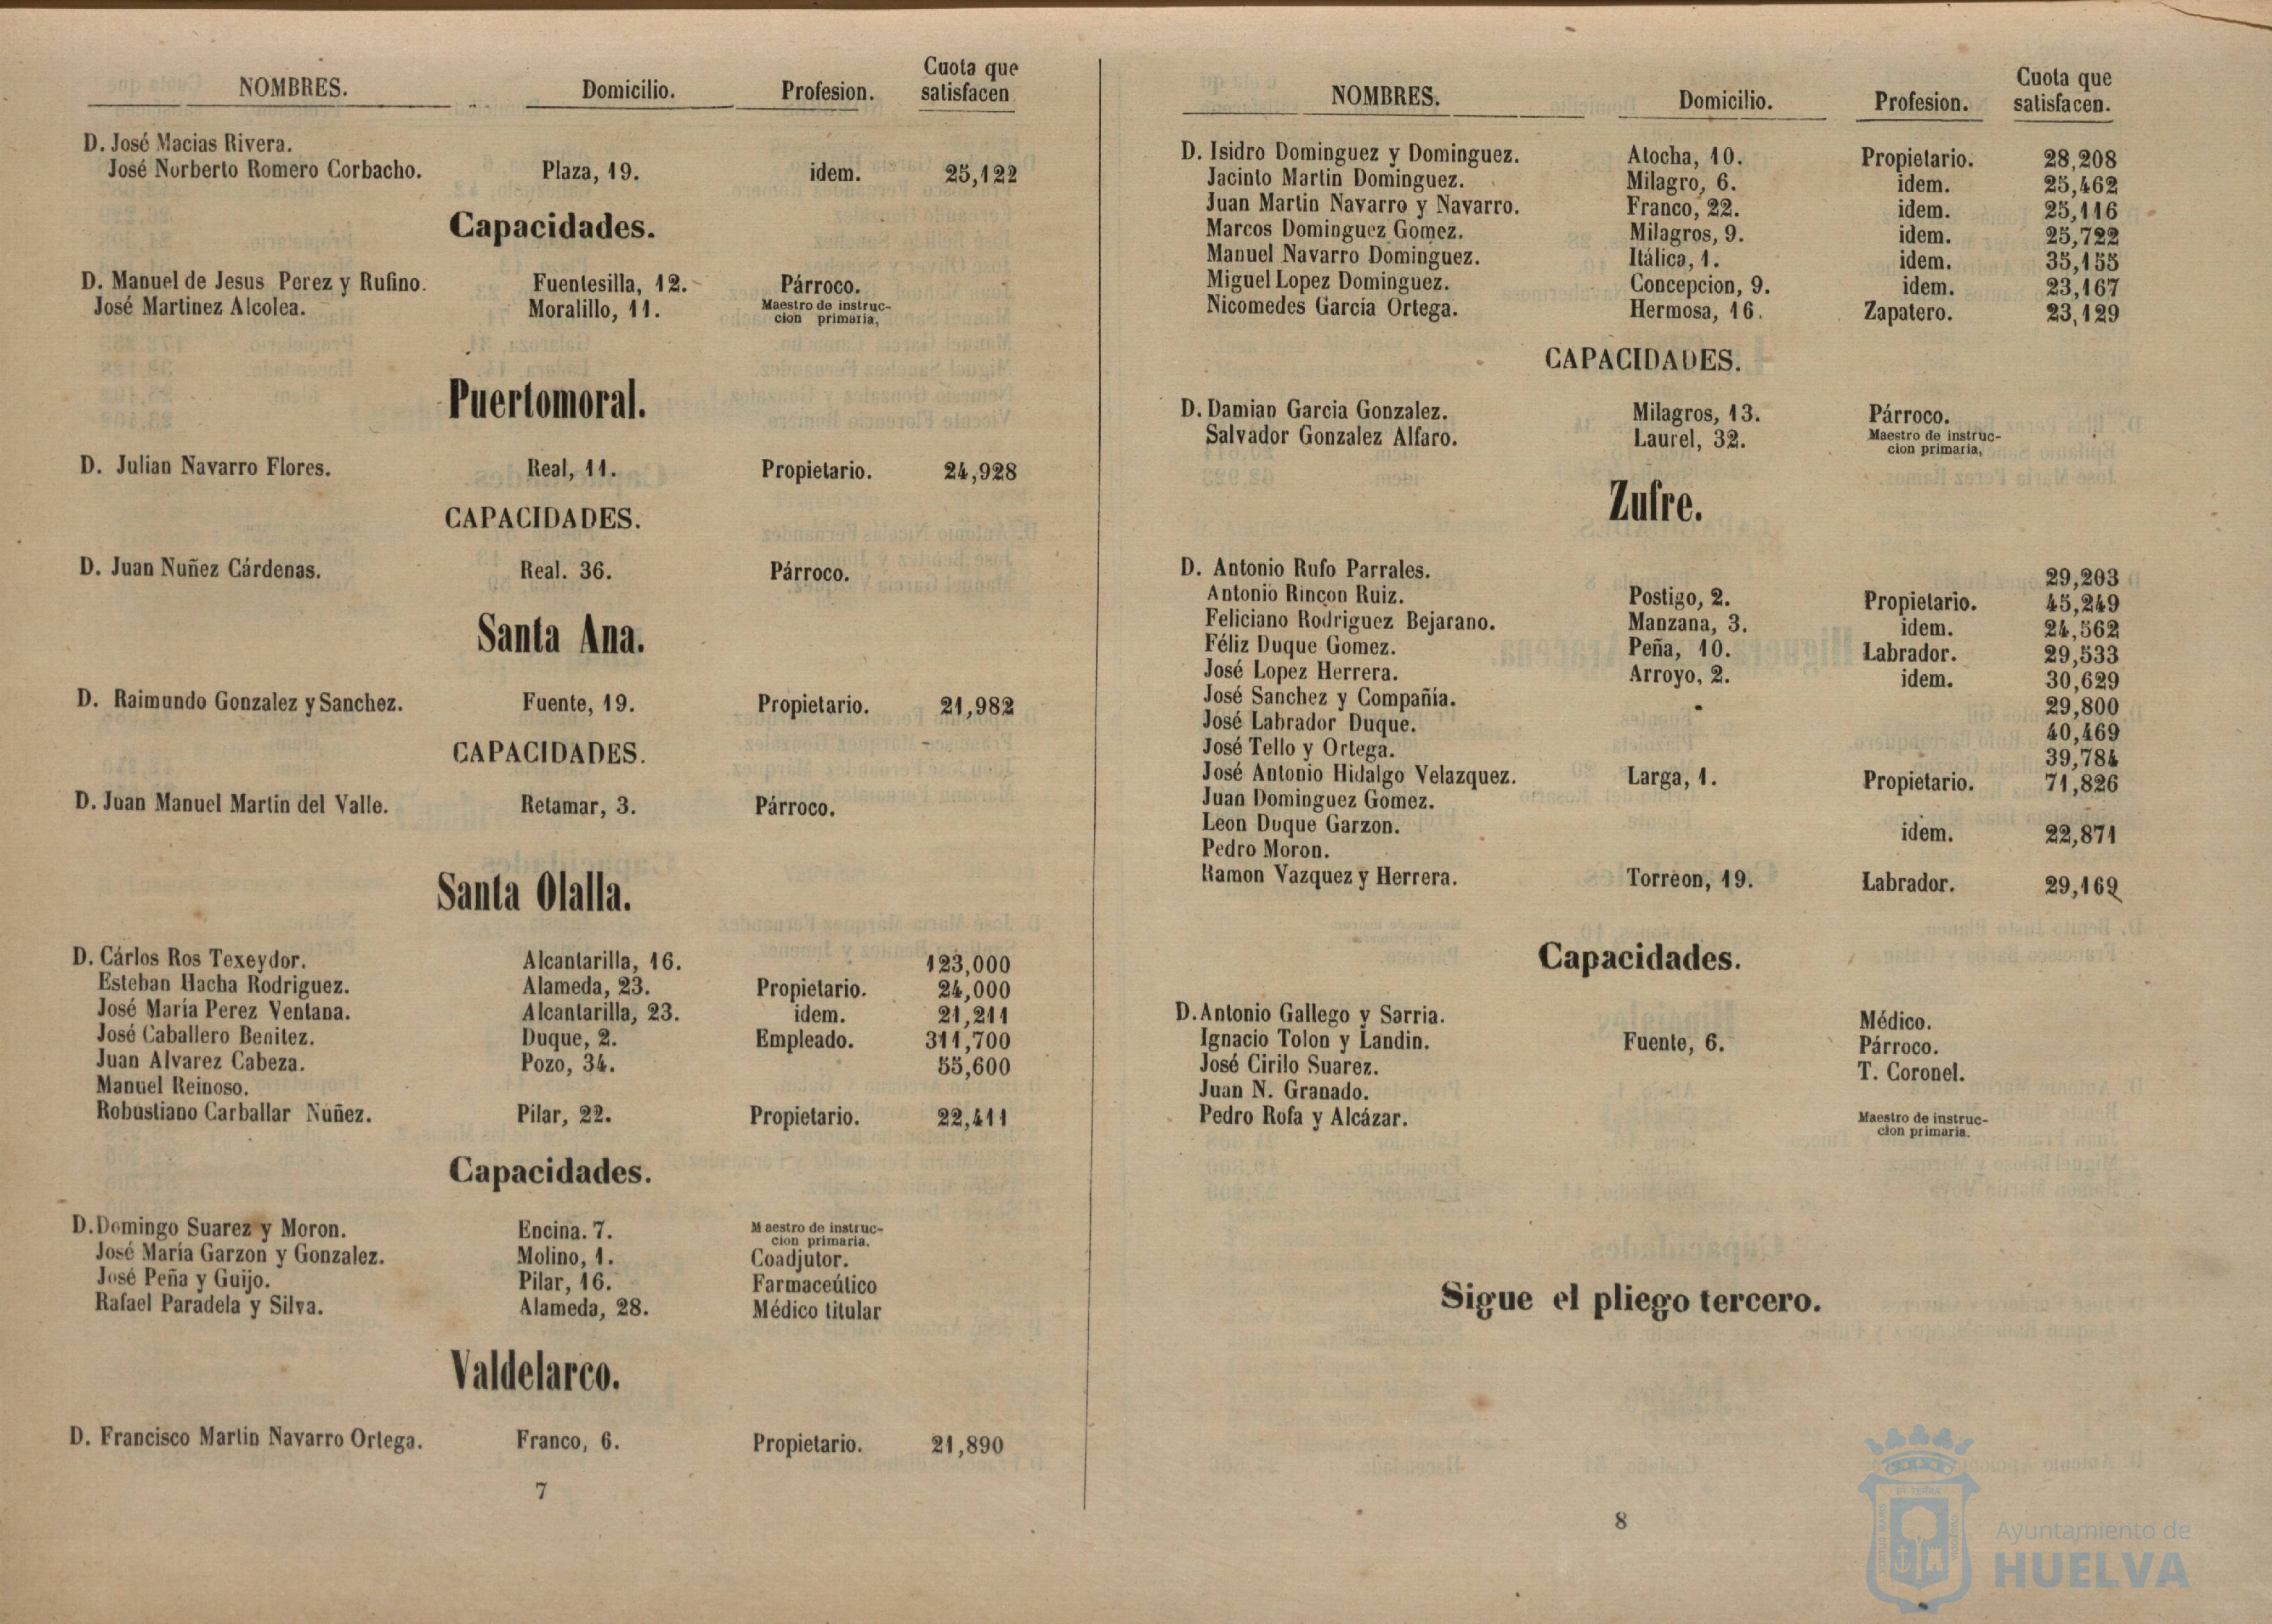 NOMBRES. Domicilio. Profesion. Cuota que satisfacen
D. José Macias Rivera.
José Norberto Romero Corbacho. Plaza, 19. idem. 25,122
Capacidades.
D. Manuel de Jesus Perez y Rufino. Fuentesilla, 12. Párroco.
José Martinez Alcolea. Moralillo, 11. Maestro de instruc-
cion primaria,
Puertomoral.
D. Julian Navarro Flores. Real, 11. Propietario. 24,928
CAPACIDADES.
D. Juan Nuñez Cárdenas. Real. 36. Párroco.
Santa Ana.
D. Raimundo Gonzalez y Sanchez. Fuente, 19. Propietario. 21,982
CAPACIDADES.
D. Juan Manuel Martin del Valle. Retamar, 3. Párroco.
Santa Olalla.
D. Cárlos Ros Texeydor. Alcantarilla, 16. 123,000
Esteban Hacha Rodriguez. Alameda, 23. Propietario. 24,000
José María Perez Ventana. Alcantarilla, 23. idem. 21,211
José Caballero Benitez. Duque, 2. Empleado. 311,700
Juan Alvarez Cabeza. Pozo, 34. 55,600
Manuel Reinoso.
Robustiano Carballar Nuñez. Pilar, 22. Propietario. 22,411
Capacidades.
D. Domingo Suarez y Moron. Encina. 7. Maestro de instruc-
cion primaria.
José María Garzon y Gonzalez. Molino, 1. Coadjutor.
José Peña y Guijo. Pilar, 16. Farmaceútico
Rafael Paradela y Silva. Alameda, 28. Médico titular
Valdelarco.
D. Francisco Martin Navarro Ortega. Franco, 6. Propietario. 21,890
7
NOMBRES. Domicilio. Profesion. Cuota que satisfacen.
D. Isidro Dominguez y Dominguez. Atocha, 10. Propietario. 28,208
Jacinto Martin Dominguez. Milagro, 6. idem. 25,462
Juan Martin Navarro y Navarro. Franco, 22. idem. 25,116
Marcos Dominguez Gomez. Milagros, 9. idem. 25,722
Manuel Navarro Dominguez. Itálica, 1. idem. 35,155
Miguel Lopez Dominguez. Concepcion, 9. idem. 23,167
Nicomedes García Ortega. Hermosa, 16. Zapatero. 23,129
CAPACIDADES.
D. Damian Garcia Gonzalez. Milagros, 13. Párroco.
Salvador Gonzalez Alfaro. Laurel, 32. Maestro de instruc-
cion primaria,
Zufre.
D. Antonio Rufo Parrales. 29,203
Antonio Rincon Ruiz. Postigo, 2. Propietario. 45,249
Feliciano Rodriguez Bejarano. Manzana, 3. idem. 24,562
Féliz Duque Gomez. Peña, 10. Labrador. 29,533
José Lopez Herrera. Arroyo, 2. idem. 30,629
José Sanchez y Compañía. 29,800
José Labrador Duque. 40,469
José Tello y Ortega. 39,784
José Antonio Hidalgo Velazquez. Larga, 1. Propietario. 71,826
Juan Dominguez Gomez.
Leon Duque Garzon. idem. 22,871
Pedro Moron.
Ramon Vazquez y Herrera. Torreon, 19. Labrador. 29,169
Capacidades.
D. Antonio Gallego y Sarria. Médico.
Ignacio Tolon y Landin. Fuente, 6. Párroco.
José Cirilo Suarez. T. Coronel.
Juan N. Granado.
Pedro Rofa y Alcázar. Maestro de instruc-
cion primaria.
Sigue el pliego tercero.
8
Ayuntamiento de
HUELVA